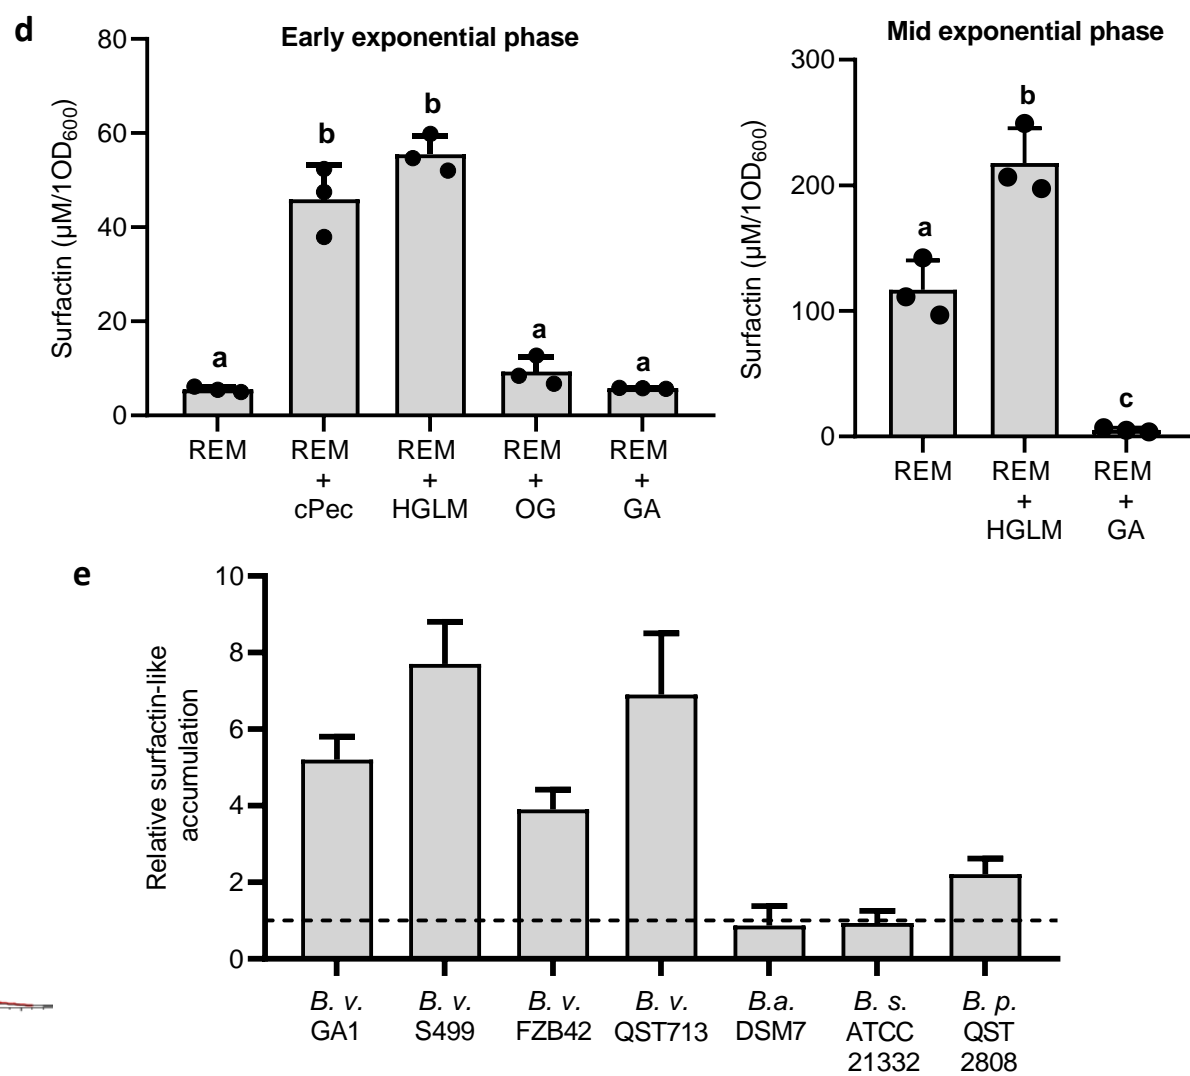 d
Early exponential phase
Surfactin (µM/1OD600)
80
60
40
20
0
a
b
b
a
a
REM
REM + cPec
REM + HGLM
REM + OG
REM + GA
Mid exponential phase
Surfactin (µM/1OD600)
300
200
100
0
a
b
c
REM
REM + HGLM
REM + GA
e
Relative surfactin-like
accumulation
10
8
6
4
2
0
B. v.
GA1
B. v.
S499
B. v.
FZB42
B. v.
QST713
B.a.
DSM7
B. s.
ATCC
21332
B. p.
QST
2808